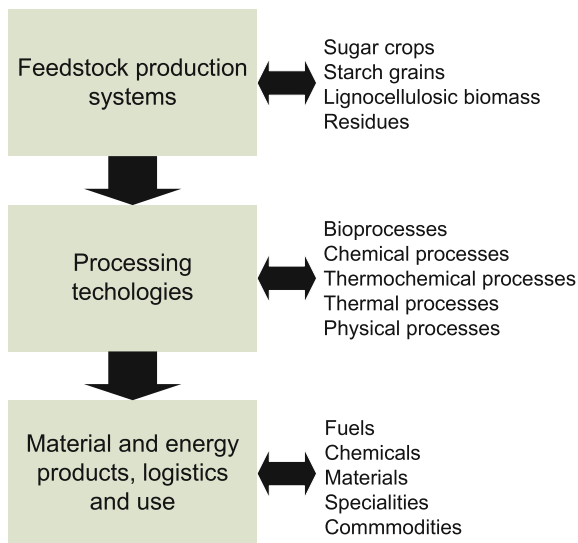 Feedstock production
systems
Sugar crops
Starch grains
Lignocellulosic biomass
Residues
Processing
techologies
Bioprocesses
Chemical processes
Thermochemical processes
Thermal processes
Physical processes
Material and energy
products, logistics
and use
Fuels
Chemicals
Materials
Specialities
Commmodities